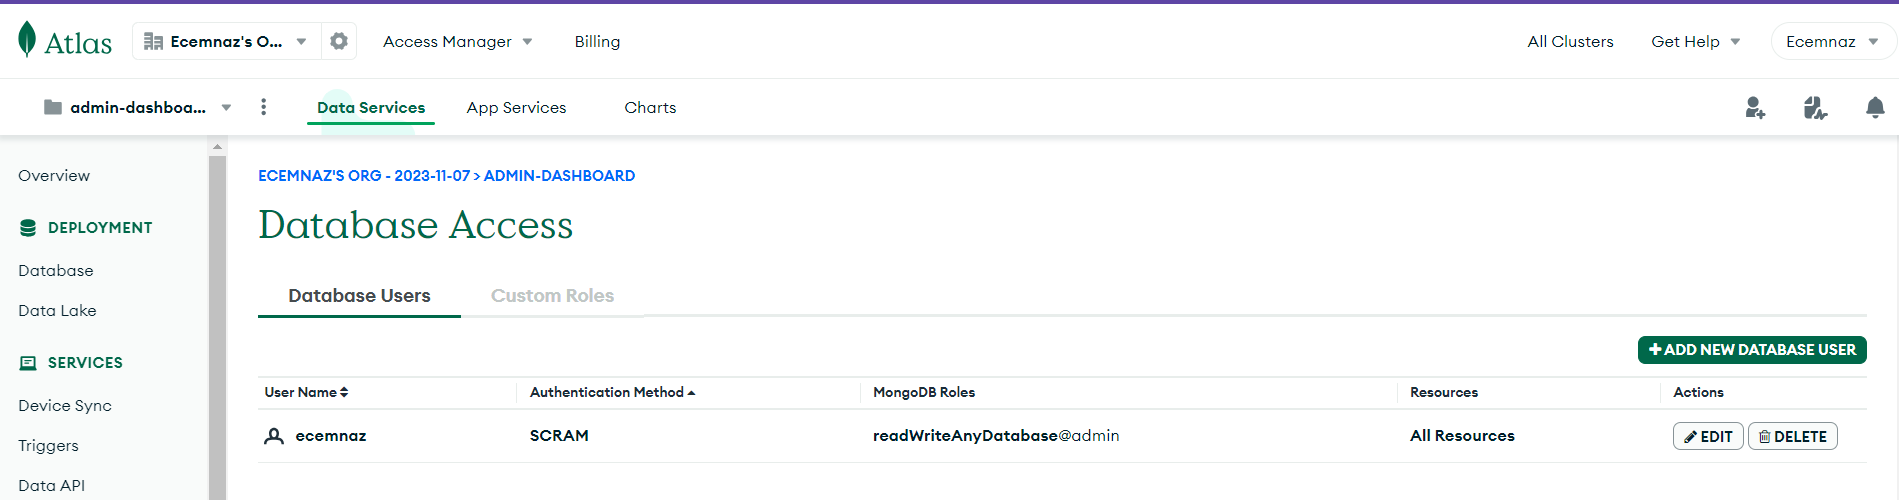 Atlas
Ecemnaz's O...
Access Manager
Billing
All Clusters
Get Help
Ecemnaz
admin-dashboa...
Data Services
App Services
Charts
Overview
DEPLOYMENT
Database
Data Lake
SERVICES
Device Sync
Triggers
Data API
ECEMNAZ'S ORG - 2023-11-07 > ADMIN-DASHBOARD
Database Access
Database Users
Custom Roles
+ ADD NEW DATABASE USER
User Name
Authentication Method
MongoDB Roles
Resources
Actions
ecemnaz
SCRAM
readWriteAnyDatabase@admin
All Resources
EDIT
DELETE